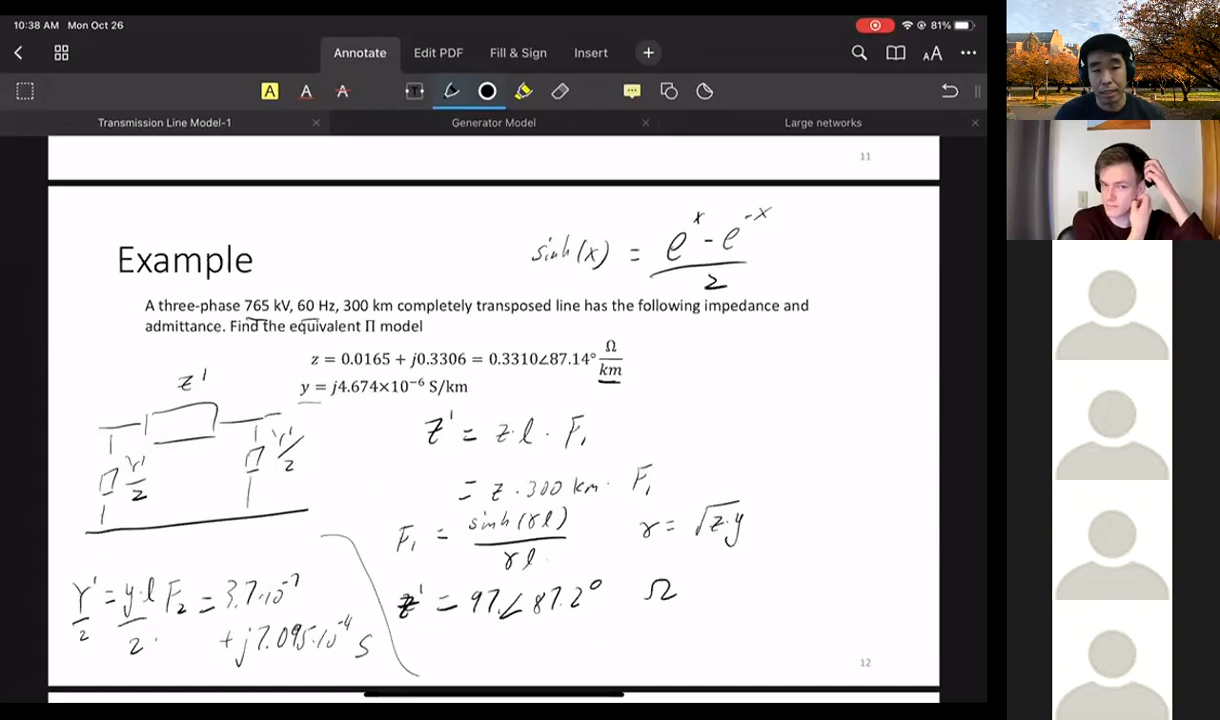 10:38 AM Mon Oct 26
81%
Annotate Edit PDF Fill & Sign Insert
A A A T
AA
Transmission Line Model-1 × Generator Model × Large networks ×
11
sinh(x) = (e^x - e^-x)/2
Example
A three-phase 765 kV, 60 Hz, 300 km completely transposed line has the following impedance and
admittance. Find the equivalent Π model
z = 0.0165 + j0.3306 = 0.3310∠87.14° Ω/km
y = j4.674×10⁻⁶ S/km
z'
Y'/2
Y'/2
z' = z·l · F₁
= z · 300 km · F₁
F₁ = sinh(γl)/γl
γ = √z·y
z' = 97.∠87.2° Ω
Y'/2 = y·l/2 F₂ = 3.7·10⁻⁷
+ j7.095·10⁻⁴ S
12